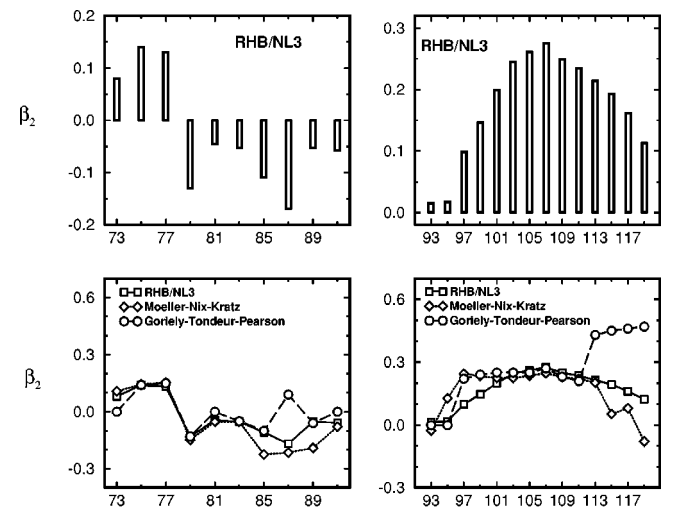 0.2
0.1
0.0
-0.1
-0.2
β2
RHB/NL3
73 77 81 85 89
0.3
0.2
0.1
0.0
RHB/NL3
93 97 101 105 109 113 117
0.6
0.3
0.0
-0.3
β2
RHB/NL3
Moeller-Nix-Kratz
Goriely-Tondeur-Pearson
73 77 81 85 89
0.6
0.3
0.0
-0.3
RHB/NL3
Moeller-Nix-Kratz
Goriely-Tondeur-Pearson
93 97 101 105 109 113 117